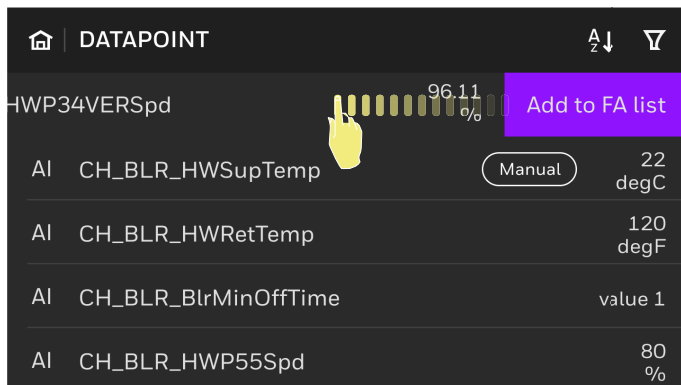 DATAPOINT
A
Z
HWP34VERSpd
96.11
%
Add to FA list
AI CH_BLR_HWSupTemp Manual 22
degC
AI CH_BLR_HWRetTemp 120
degF
AI CH_BLR_BlrMinOffTime value 1
AI CH_BLR_HWP55Spd 80
%